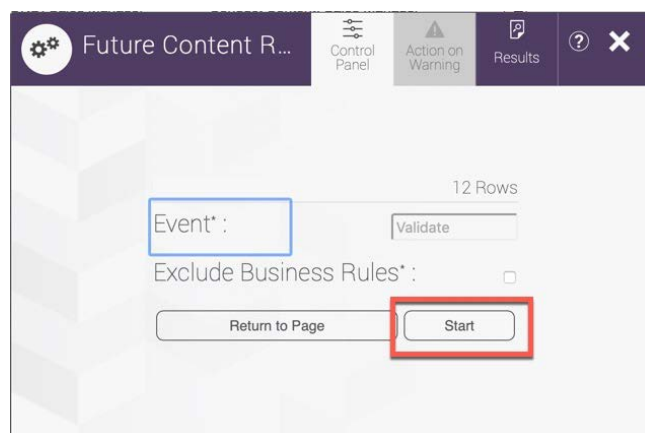 Future Content R...
Control
Panel
Action on
Warning
Results
?
12 Rows
Event* :
Validate
Exclude Business Rules* :
Return to Page
Start